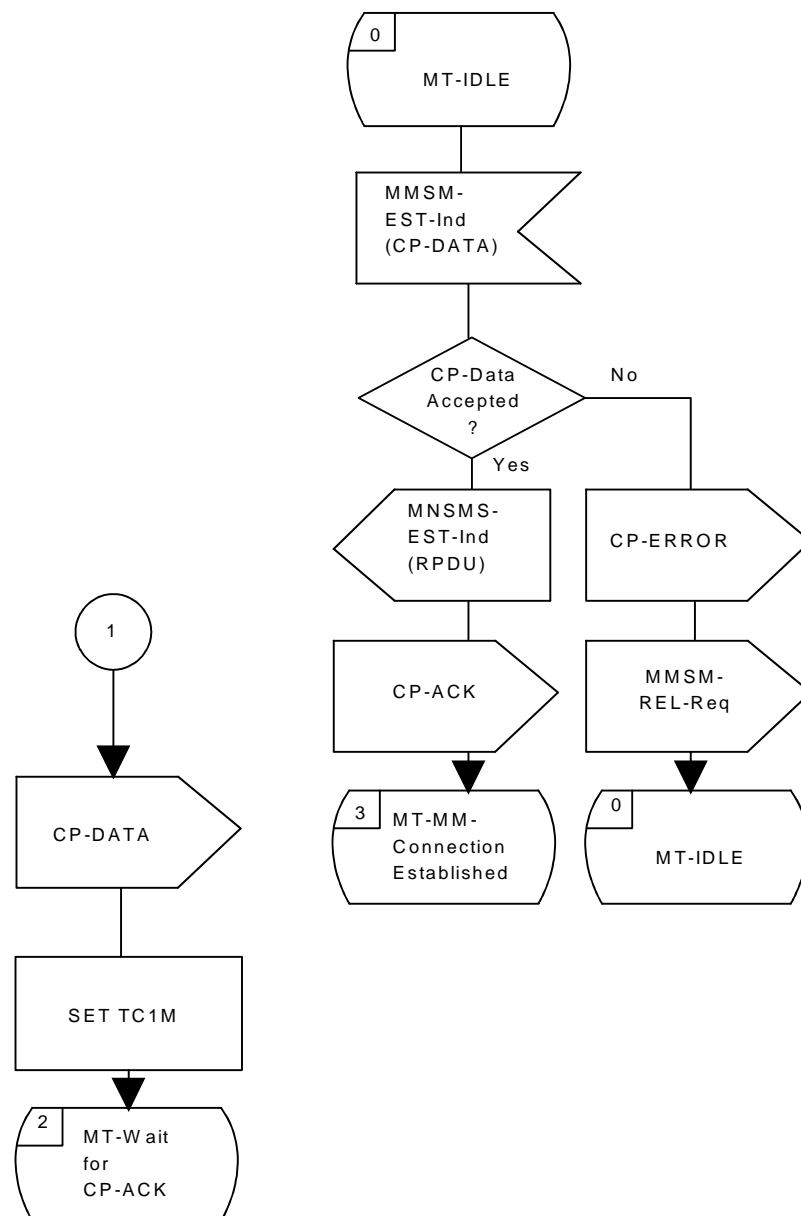 0
MT-IDLE
MMSM-
EST-Ind
(CP-DATA)
CP-Data
Accepted
?
No
Yes
MNSMS-
EST-Ind
(RPDU)
CP-ERROR
1
CP-ACK
MMSM-
REL-Req
CP-DATA
3
MT-MM-
Connection
Established
0
MT-IDLE
SET TC1M
2
MT-Wait
for
CP-ACK